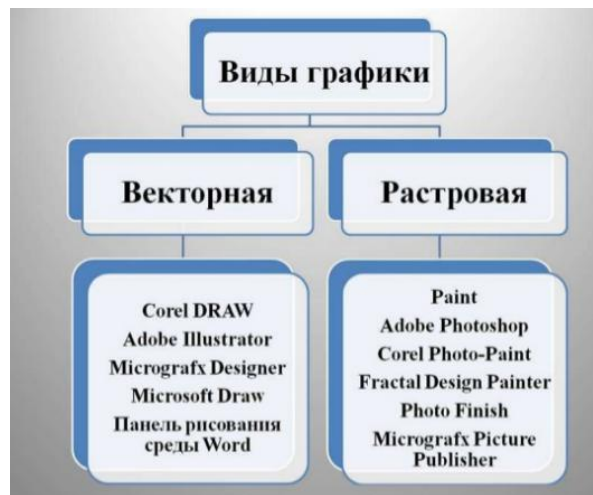 Виды графики
Векторная
Растровая
Corel DRAW
Adobe Illustrator
Micrografx Designer
Microsoft Draw
Панель рисования
среды Word
Paint
Adobe Photoshop
Corel Photo-Paint
Fractal Design Painter
Photo Finish
Micrografx Picture
Publisher